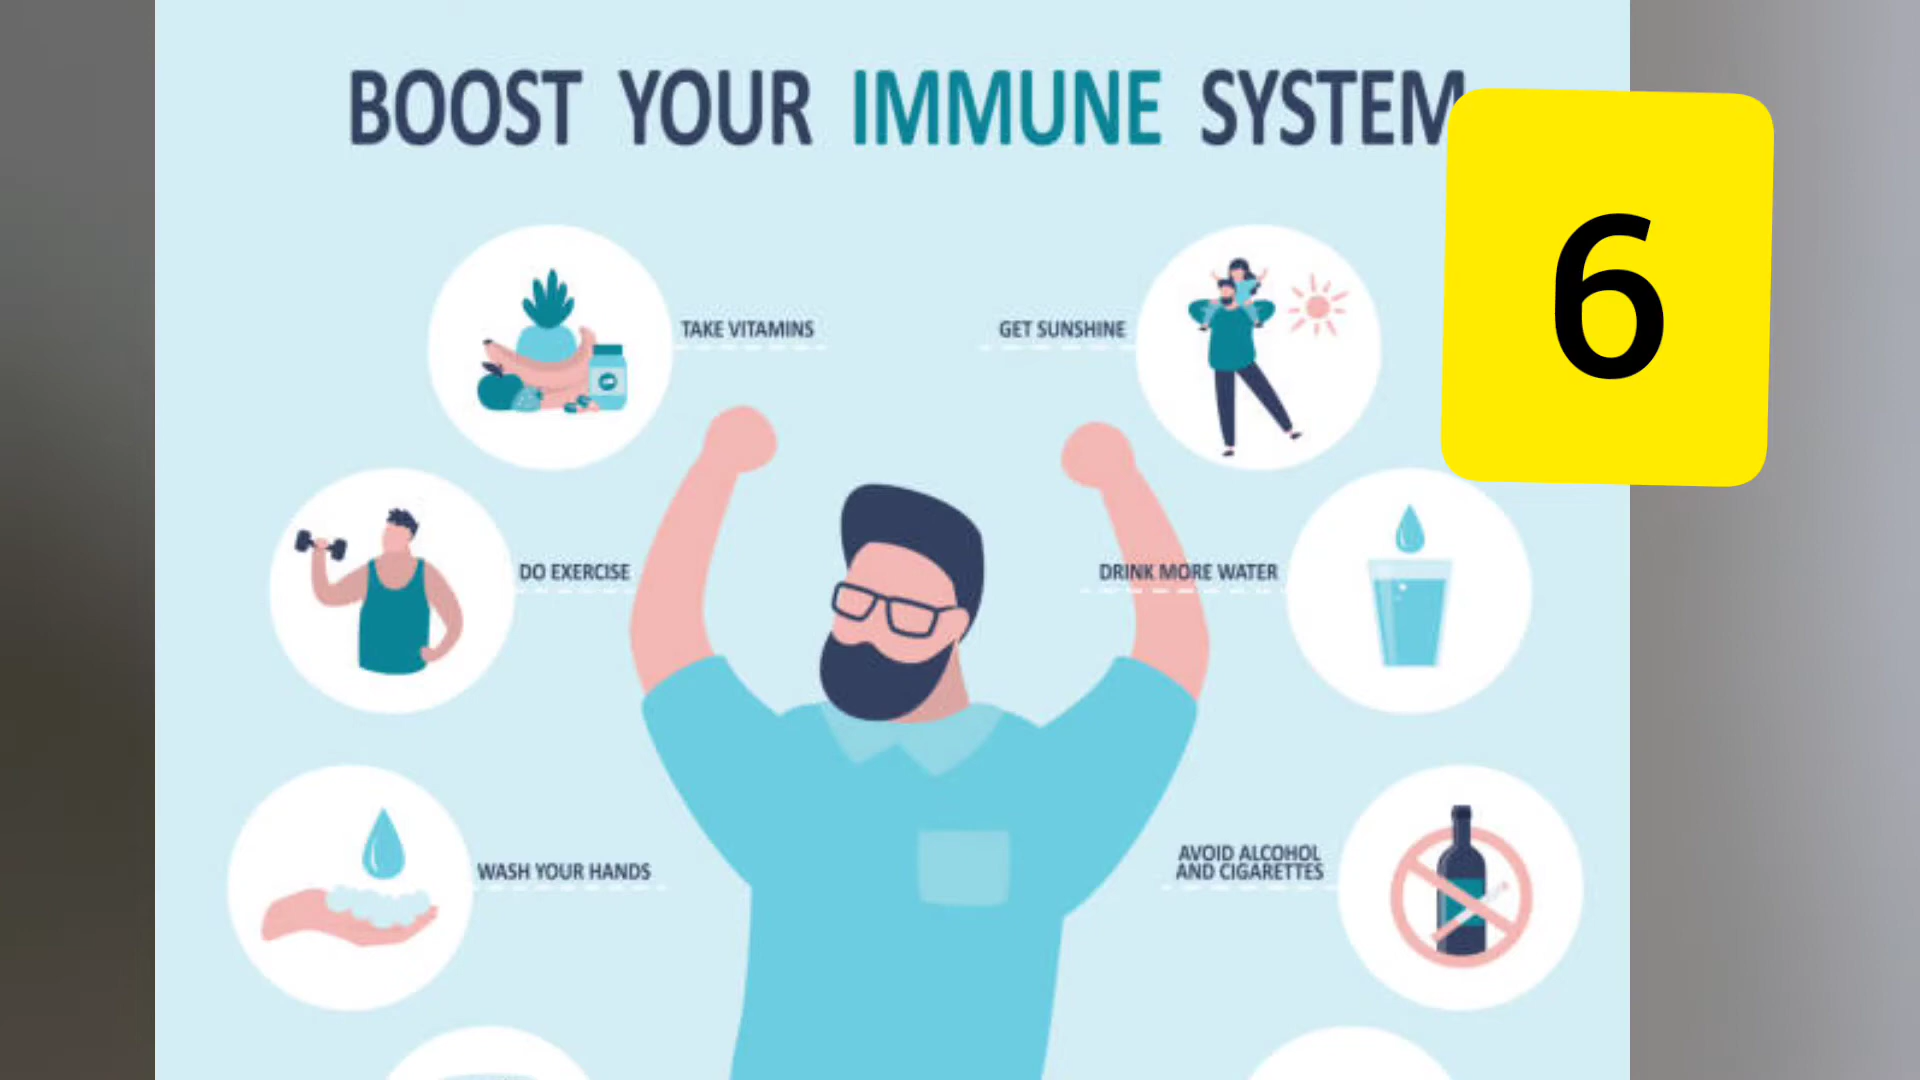 BOOST YOUR IMMUNE SYSTEM
6
TAKE VITAMINS
GET SUNSHINE
DO EXERCISE
DRINK MORE WATER
WASH YOUR HANDS
AVOID ALCOHOL
AND CIGARETTES